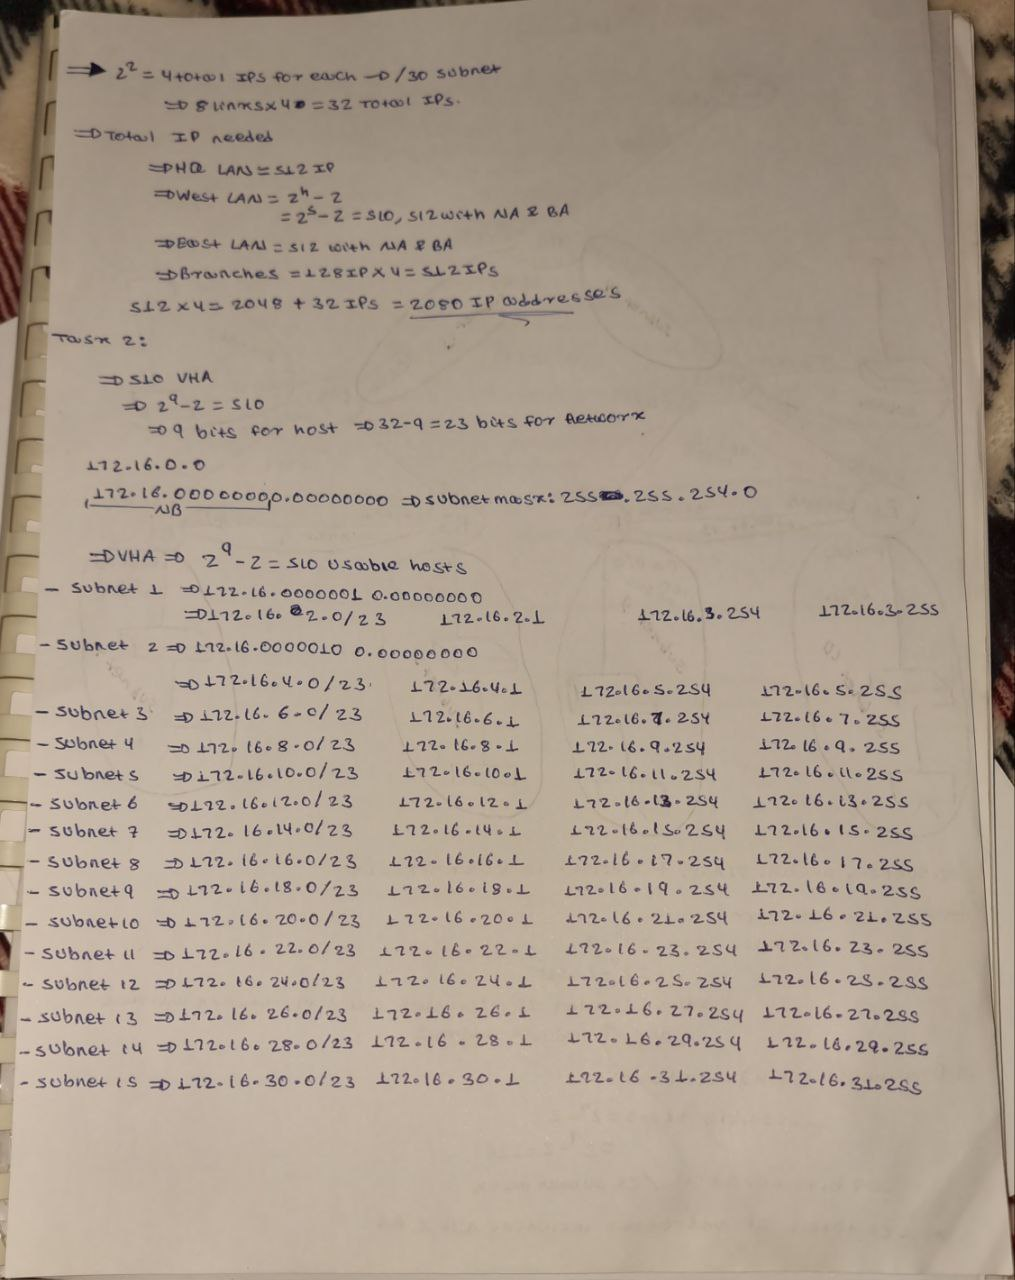 ⇒ 2² = 4 total IPs for each → /30 subnet
⇒ 8 links x 4 = 32 Total IPs.
⇒ Total IP needed
⇒ HQ LAN = 512 IP
⇒ West LAN = 2ʰ - 2
= 2⁵ - 2 = 510, 512 with NA & BA
⇒ East LAN = 512 with NA & BA
⇒ Branches = 128 IP x 4 = 512 IPs
512 x 4 = 2048 + 32 IPs = 2080 IP addresses
Task 2:
⇒ 510 VHA
⇒ 2⁹ - 2 = 510
⇒ 9 bits for host ⇒ 32-9 = 23 bits for network
172.16.0.0
172.16.0000000,0.00000000 ⇒ subnet mask: 255.255.254.0
NB
⇒ VHA ⇒ 2⁹ - 2 = 510 usable hosts
- subnet 1 ⇒ 172.16.0000001 0.00000000
⇒ 172.16.2.0/23 172.16.2.1 172.16.3.254 172.16.3.255
- subnet 2 ⇒ 172.16.0000010 0.00000000
⇒ 172.16.4.0/23. 172.16.4.1 172.16.5.254 172.16.5.255
- subnet 3 ⇒ 172.16.6.0/23 172.16.6.1 172.16.7.254 172.16.7.255
- subnet 4 ⇒ 172.16.8.0/23 172.16.8.1 172.16.9.254 172.16.9.255
- subnet 5 ⇒ 172.16.10.0/23 172.16.10.1 172.16.11.254 172.16.11.255
- subnet 6 ⇒ 172.16.12.0/23 172.16.12.1 172.16.13.254 172.16.13.255
- subnet 7 ⇒ 172.16.14.0/23 172.16.14.1 172.16.15.254 172.16.15.255
- subnet 8 ⇒ 172.16.16.0/23 172.16.16.1 172.16.17.254 172.16.17.255
- subnet 9 ⇒ 172.16.18.0/23 172.16.18.1 172.16.19.254 172.16.19.255
- subnet 10 ⇒ 172.16.20.0/23 172.16.20.1 172.16.21.254 172.16.21.255
- subnet 11 ⇒ 172.16.22.0/23 172.16.22.1 172.16.23.254 172.16.23.255
- subnet 12 ⇒ 172.16.24.0/23 172.16.24.1 172.16.25.254 172.16.25.255
- subnet 13 ⇒ 172.16.26.0/23 172.16.26.1 172.16.27.254 172.16.27.255
- subnet 14 ⇒ 172.16.28.0/23 172.16.28.1 172.16.29.254 172.16.29.255
- subnet 15 ⇒ 172.16.30.0/23 172.16.30.1 172.16.31.254 172.16.31.255